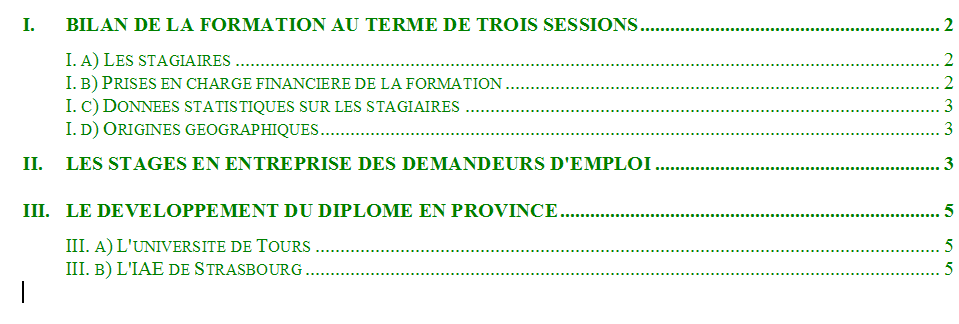 I. BILAN DE LA FORMATION AU TERME DE TROIS SESSIONS 2
I. A) LES STAGIAIRES 2
I. B) PRISES EN CHARGE FINANCIERE DE LA FORMATION 2
I. C) DONNEES STATISTIQUES SUR LES STAGIAIRES 3
I. D) ORIGINES GEOGRAPHIQUES 3
II. LES STAGES EN ENTREPRISE DES DEMANDEURS D'EMPLOI 3
III. LE DEVELOPPEMENT DU DIPLOME EN PROVINCE 5
III. A) L'UNIVERSITE DE TOURS 5
III. B) L'IAE DE STRASBOURG 5